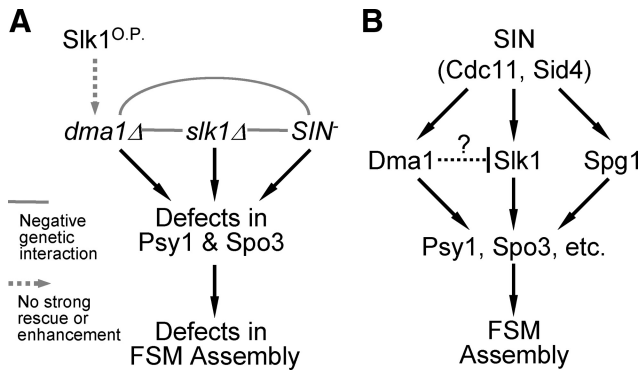 A
Slk1O.P.
dma1Δ slk1Δ SIN-
Defects in
Psy1 & Spo3
Defects in
FSM Assembly
Negative
genetic
interaction
No strong
rescue or
enhancement
B
SIN
(Cdc11, Sid4)
?
Dma1 Slk1 Spg1
Psy1, Spo3, etc.
FSM
Assembly